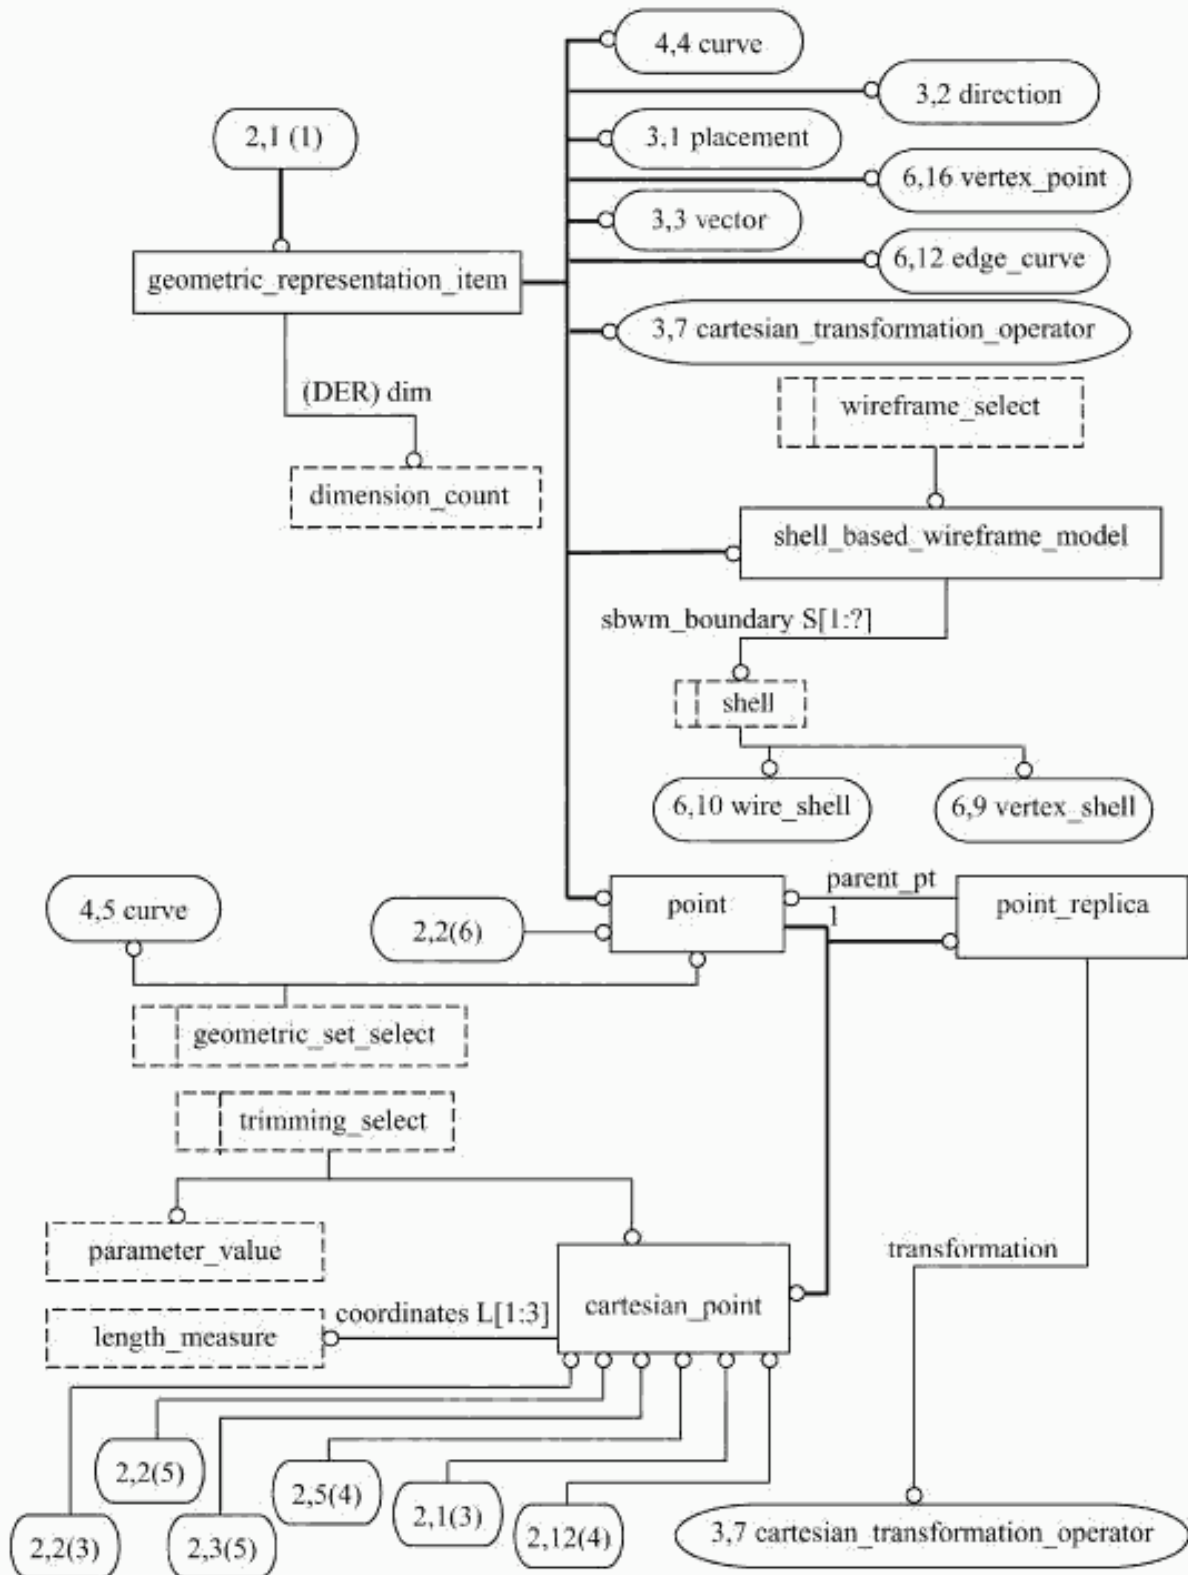 4,4 curve
3,2 direction
2,1 (1)
3,1 placement
6,16 vertex_point
3,3 vector
6,12 edge_curve
geometric_representation_item
3,7 cartesian_transformation_operator
(DER) dim
wireframe_select
dimension_count
shell_based_wireframe_model
sbwm_boundary S[1:?]
shell
6,10 wire_shell
6,9 vertex_shell
parent_pt
4,5 curve
2,2(6)
point
1
point_replica
geometric_set_select
trimming_select
parameter_value
transformation
coordinates L[1:3]
cartesian_point
length_measure
2,2(5)
2,5(4)
2,1(3)
2,2(3)
2,3(5)
2,12(4)
3,7 cartesian_transformation_operator